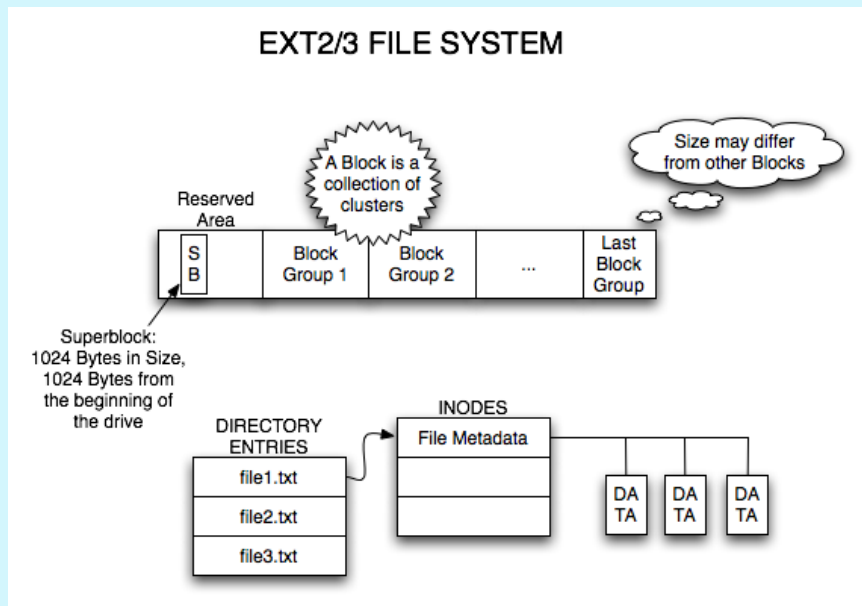 EXT2/3 FILE SYSTEM
A Block is a
collection of
clusters
Size may differ
from other Blocks
Reserved
Area
S
B
Block
Group 1
Block
Group 2
...
Last
Block
Group
Superblock:
1024 Bytes in Size,
1024 Bytes from
the beginning of
the drive
DIRECTORY
ENTRIES
file1.txt
file2.txt
file3.txt
INODES
File Metadata
DA
TA
DA
TA
DA
TA